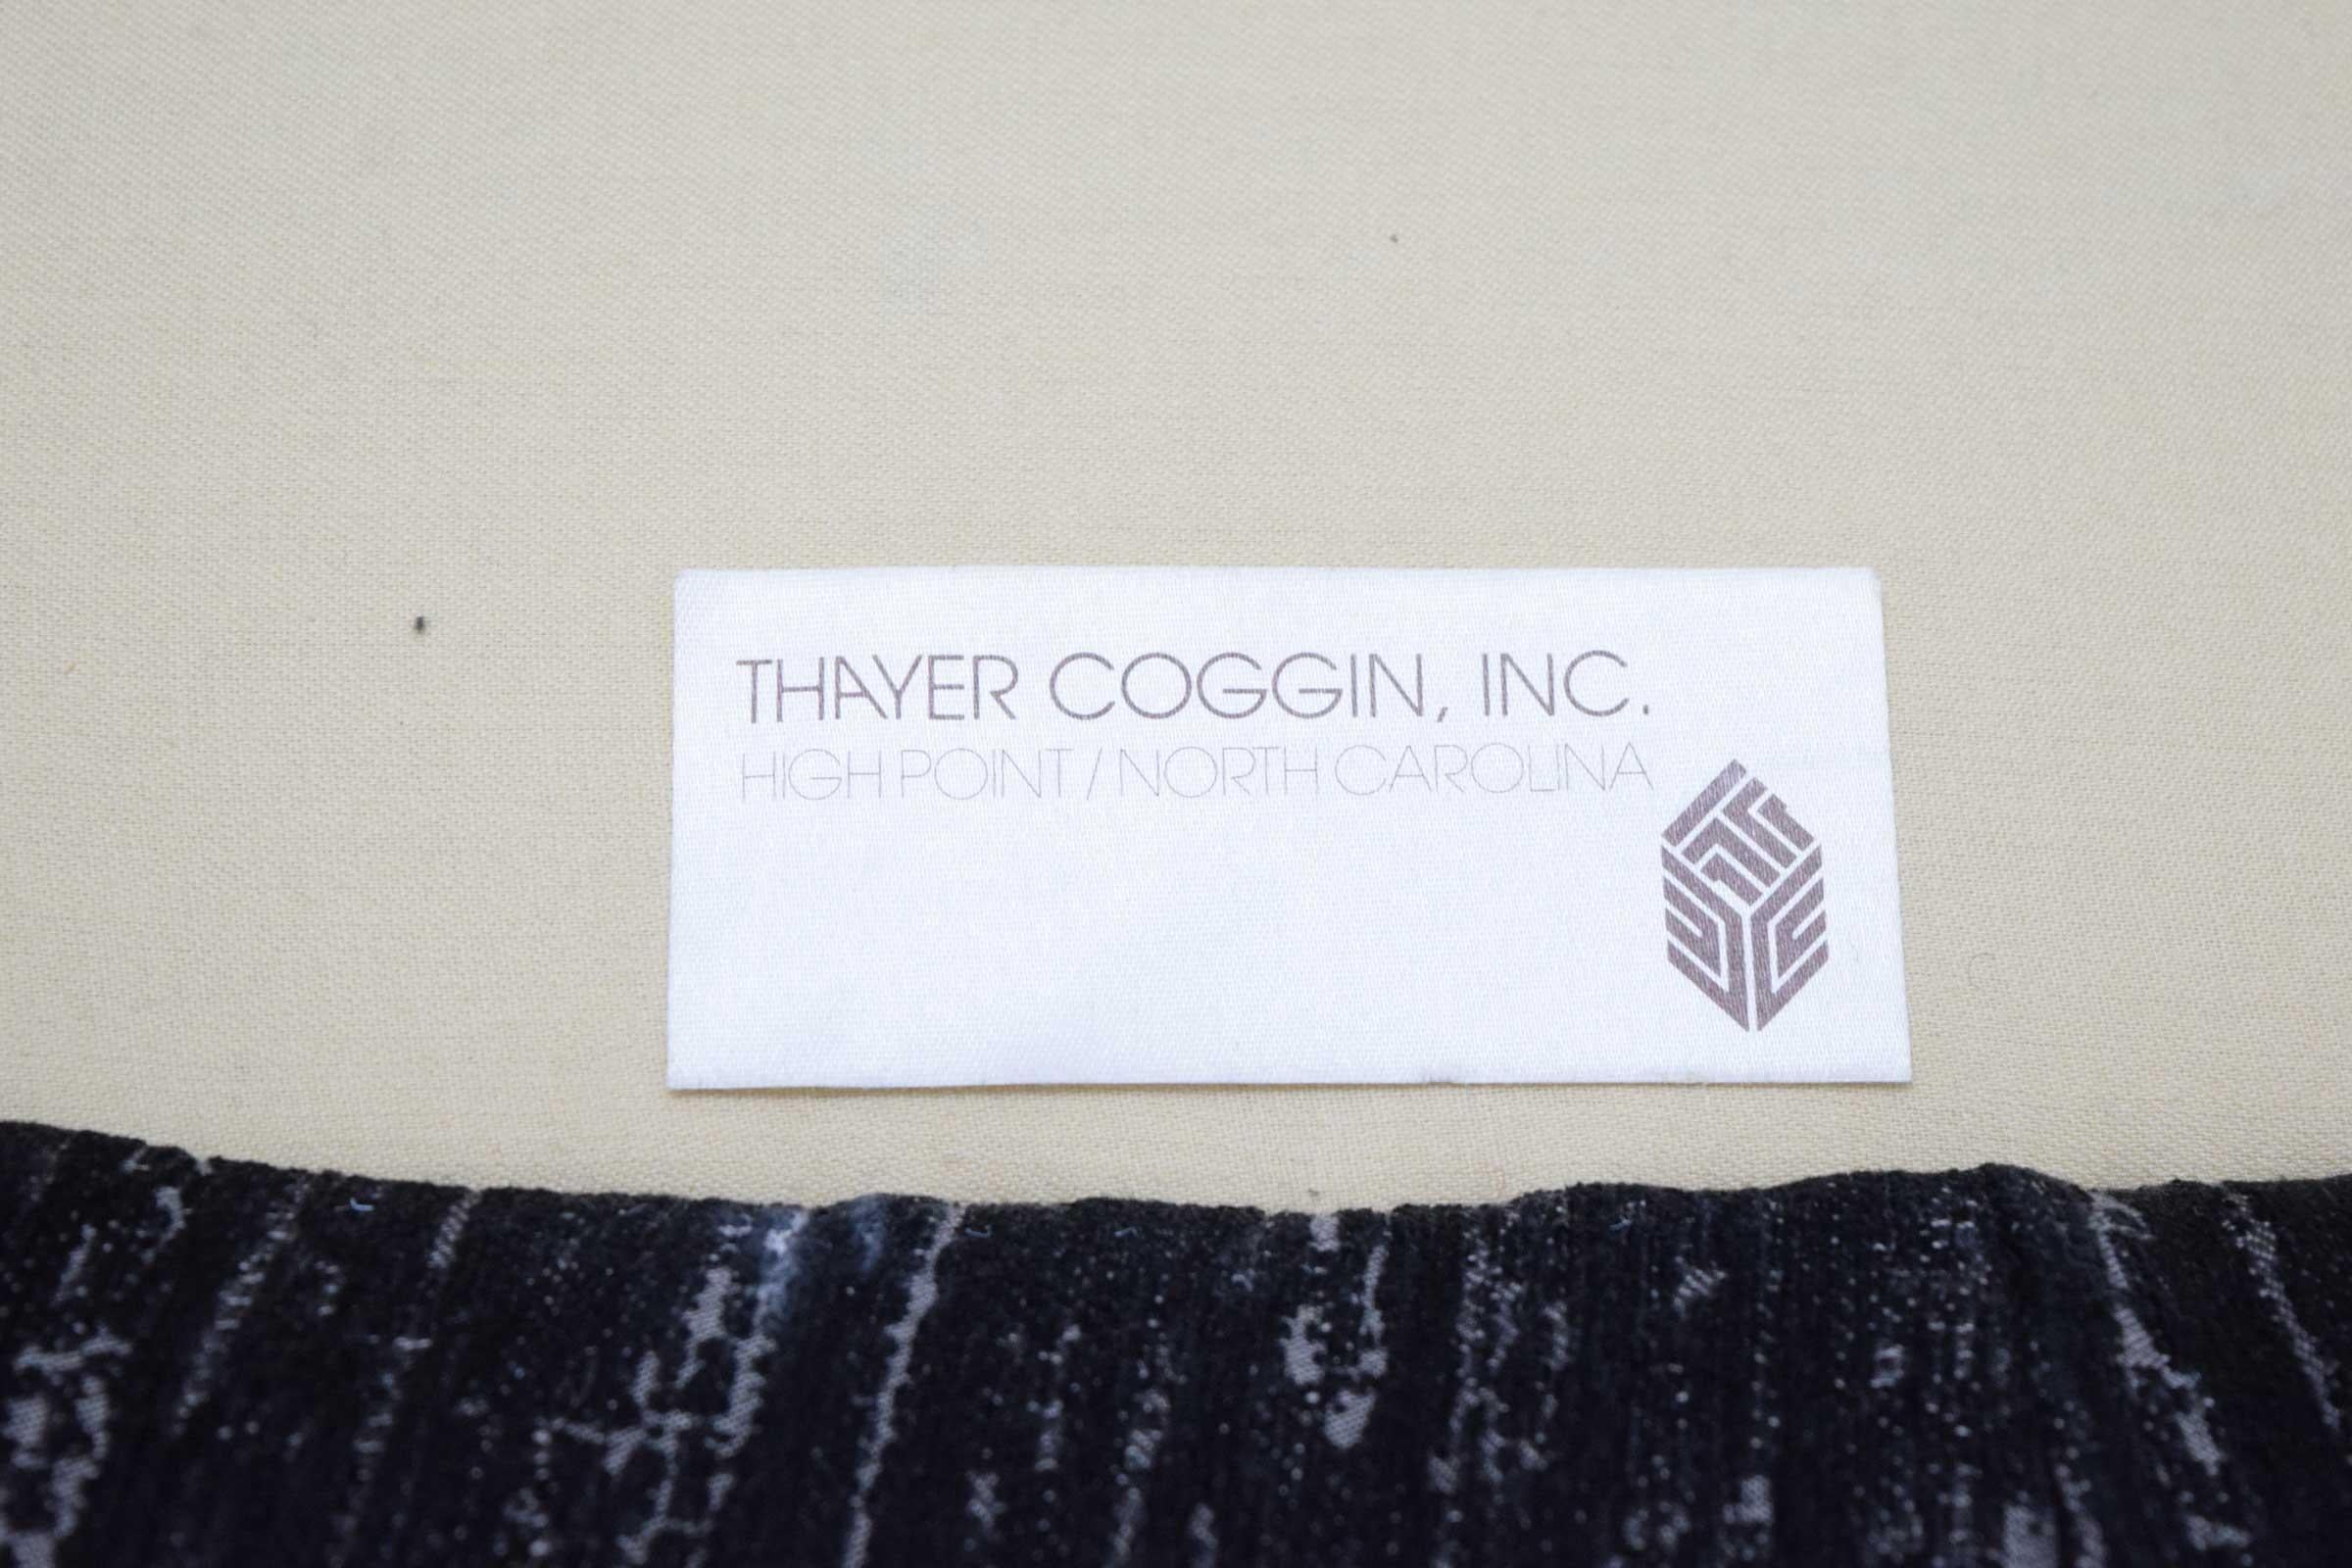 THAYER COGGIN, INC.
HIGH POINT / NORTH CAROLINA